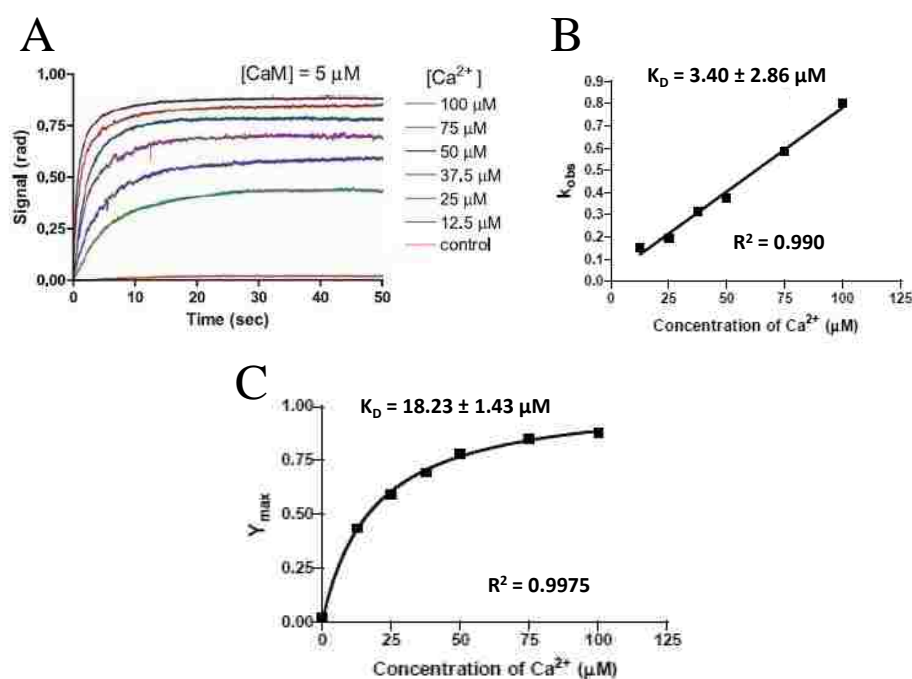 A
[CaM] = 5 µM
[Ca²⁺]
100 µM
75 µM
50 µM
37.5 µM
25 µM
12.5 µM
control
1.00
0.75
0.50
0.25
0.00
Signal (rad)
0 10 20 30 40 50
Time (sec)
B
K_D = 3.40 ± 2.86 µM
0.9
0.8
0.7
0.6
0.5
0.4
0.3
0.2
0.1
0.0
k_obs
R² = 0.990
0 25 50 75 100 125
Concentration of Ca²⁺ (µM)
C
K_D = 18.23 ± 1.43 µM
1.00
0.75
0.50
0.25
0.00
Y_max
R² = 0.9975
0 25 50 75 100 125
Concentration of Ca²⁺ (µM)